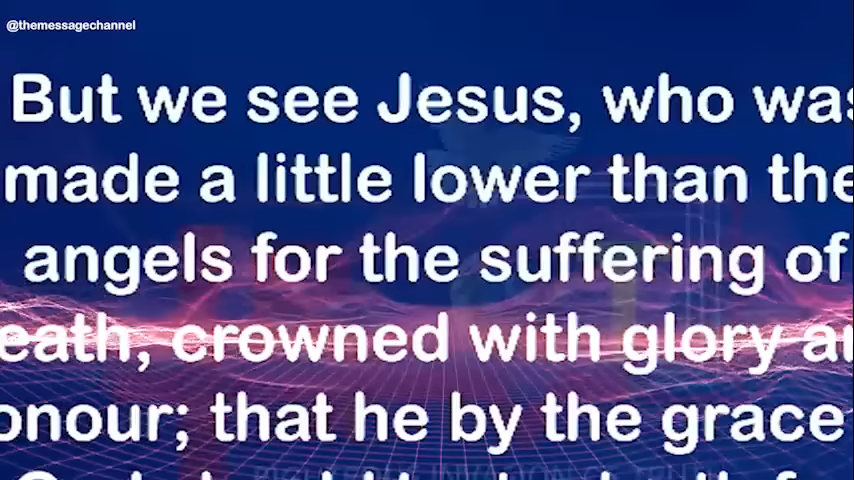 @themessagechannel
But we see Jesus, who was
made a little lower than the
angels for the suffering of
eath, crowned with glory an
onour; that he by the grace